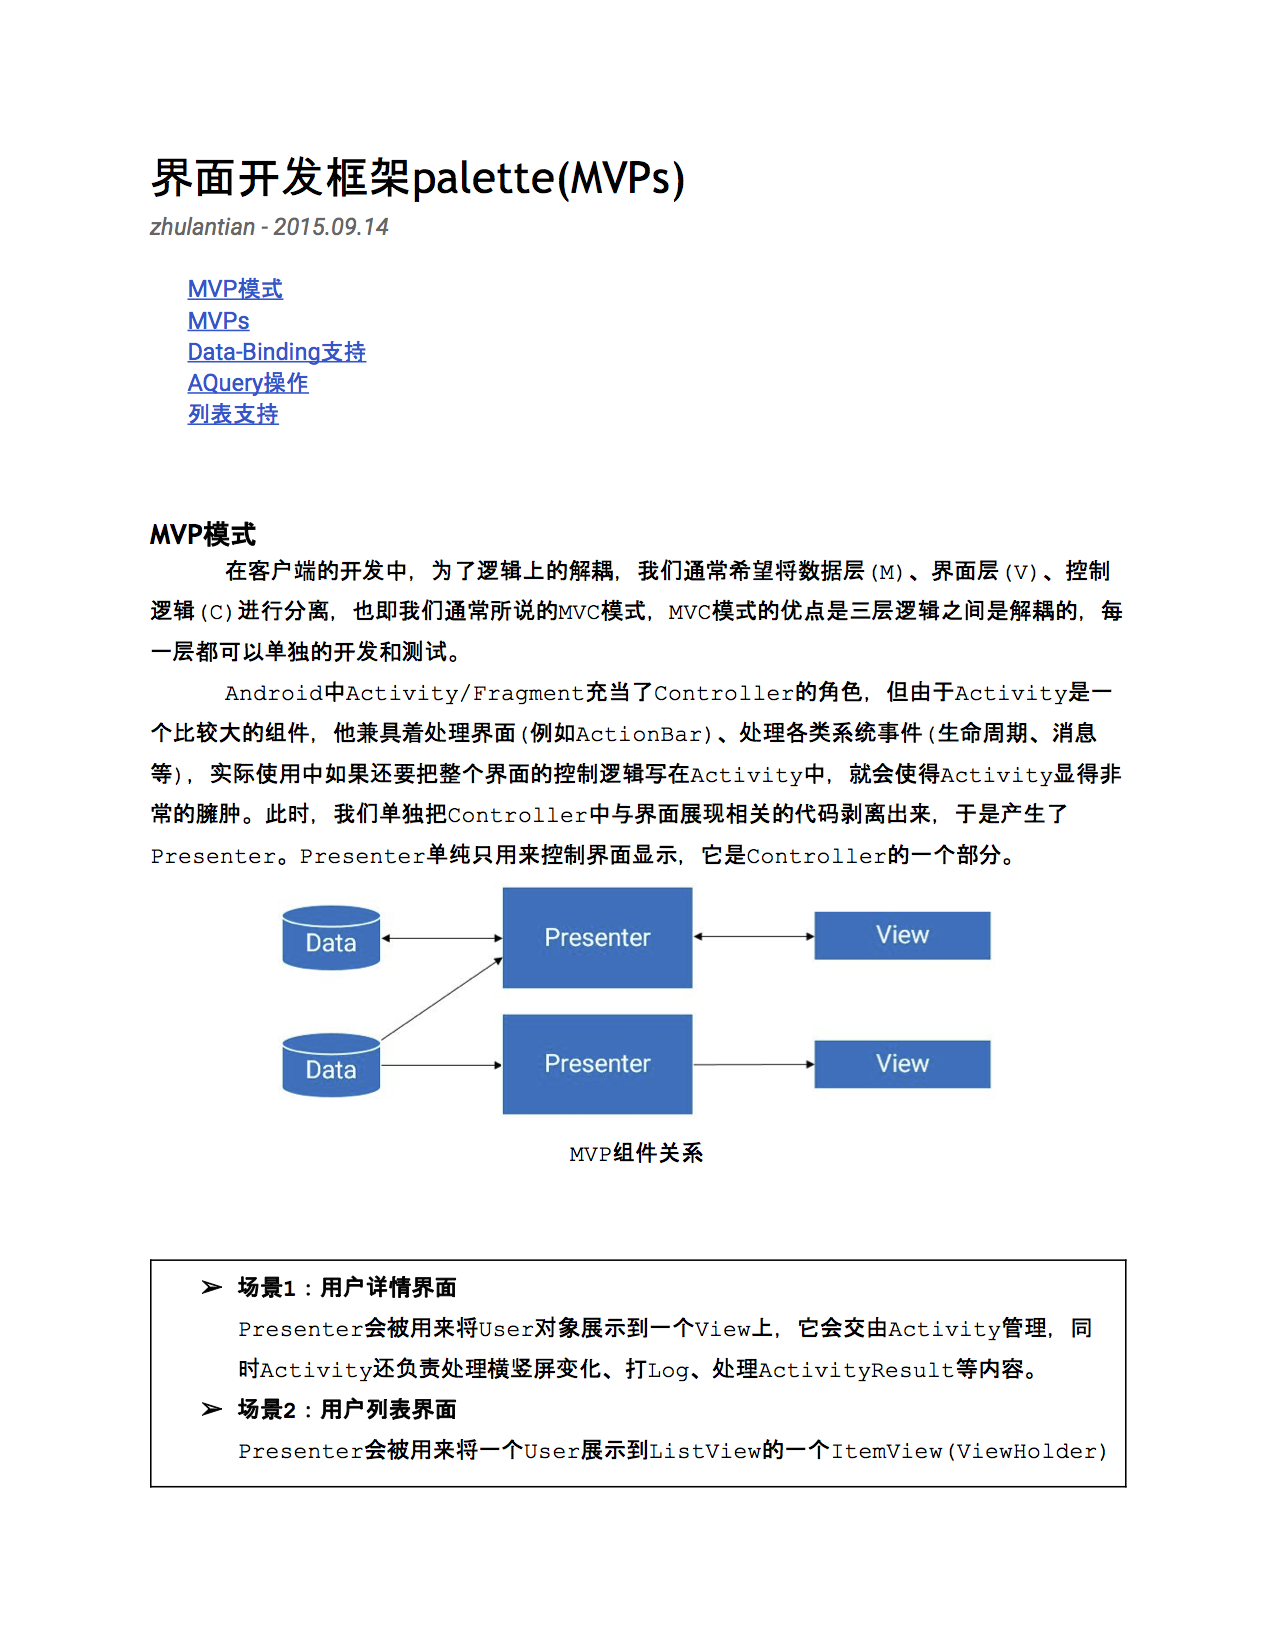 界面开发框架palette(MVPs)
zhulantian - 2015.09.14
MVP模式
MVPs
Data-Binding支持
AQuery操作
列表支持
MVP模式
在客户端的开发中，为了逻辑上的解耦，我们通常希望将数据层(M)、界面层(V)、控制
逻辑(C)进行分离，也即我们通常所说的MVC模式，MVC模式的优点是三层逻辑之间是解耦的，每
一层都可以单独的开发和测试。
Android中Activity/Fragment充当了Controller的角色，但由于Activity是一
个比较大的组件，他兼具着处理界面(例如ActionBar)、处理各类系统事件(生命周期、消息
等)，实际使用中如果还要把整个界面的控制逻辑写在Activity中，就会使得Activity显得非
常的臃肿。此时，我们单独把Controller中与界面展现相关的代码剥离出来，于是产生了
Presenter。Presenter单纯只用来控制界面显示，它是Controller的一个部分。
Data Presenter View
Data Presenter View
MVP组件关系
➢ 场景1：用户详情界面
Presenter会被用来将User对象展示到一个View上，它会交由Activity管理，同
时Activity还负责处理横竖屏变化、打Log、处理ActivityResult等内容。
➢ 场景2：用户列表界面
Presenter会被用来将一个User展示到ListView的一个ItemView(ViewHolder)